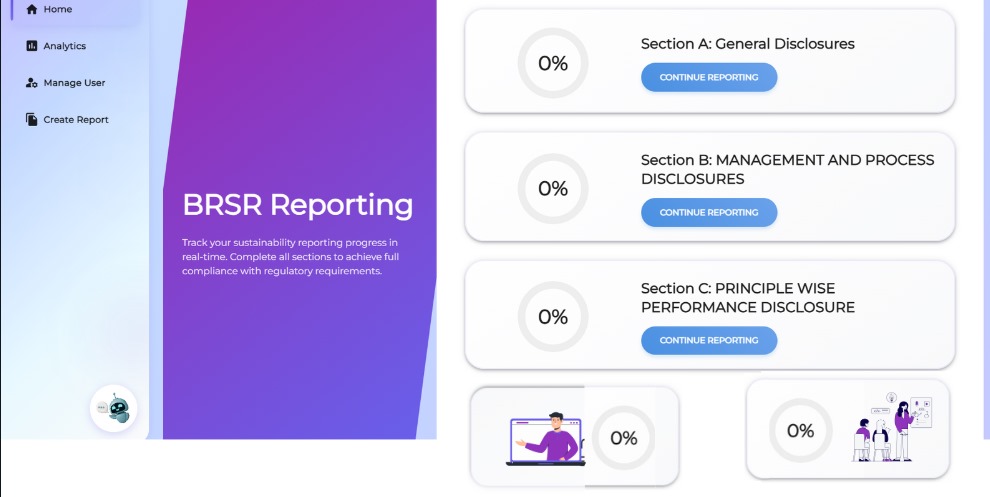 Home
Analytics
Manage User
Create Report
BRSR Reporting
Track your sustainability reporting progress in
real-time. Complete all sections to achieve full
compliance with regulatory requirements.
0%
Section A: General Disclosures
CONTINUE REPORTING
0%
Section B: MANAGEMENT AND PROCESS
DISCLOSURES
CONTINUE REPORTING
0%
Section C: PRINCIPLE WISE
PERFORMANCE DISCLOSURE
CONTINUE REPORTING
0%
0%